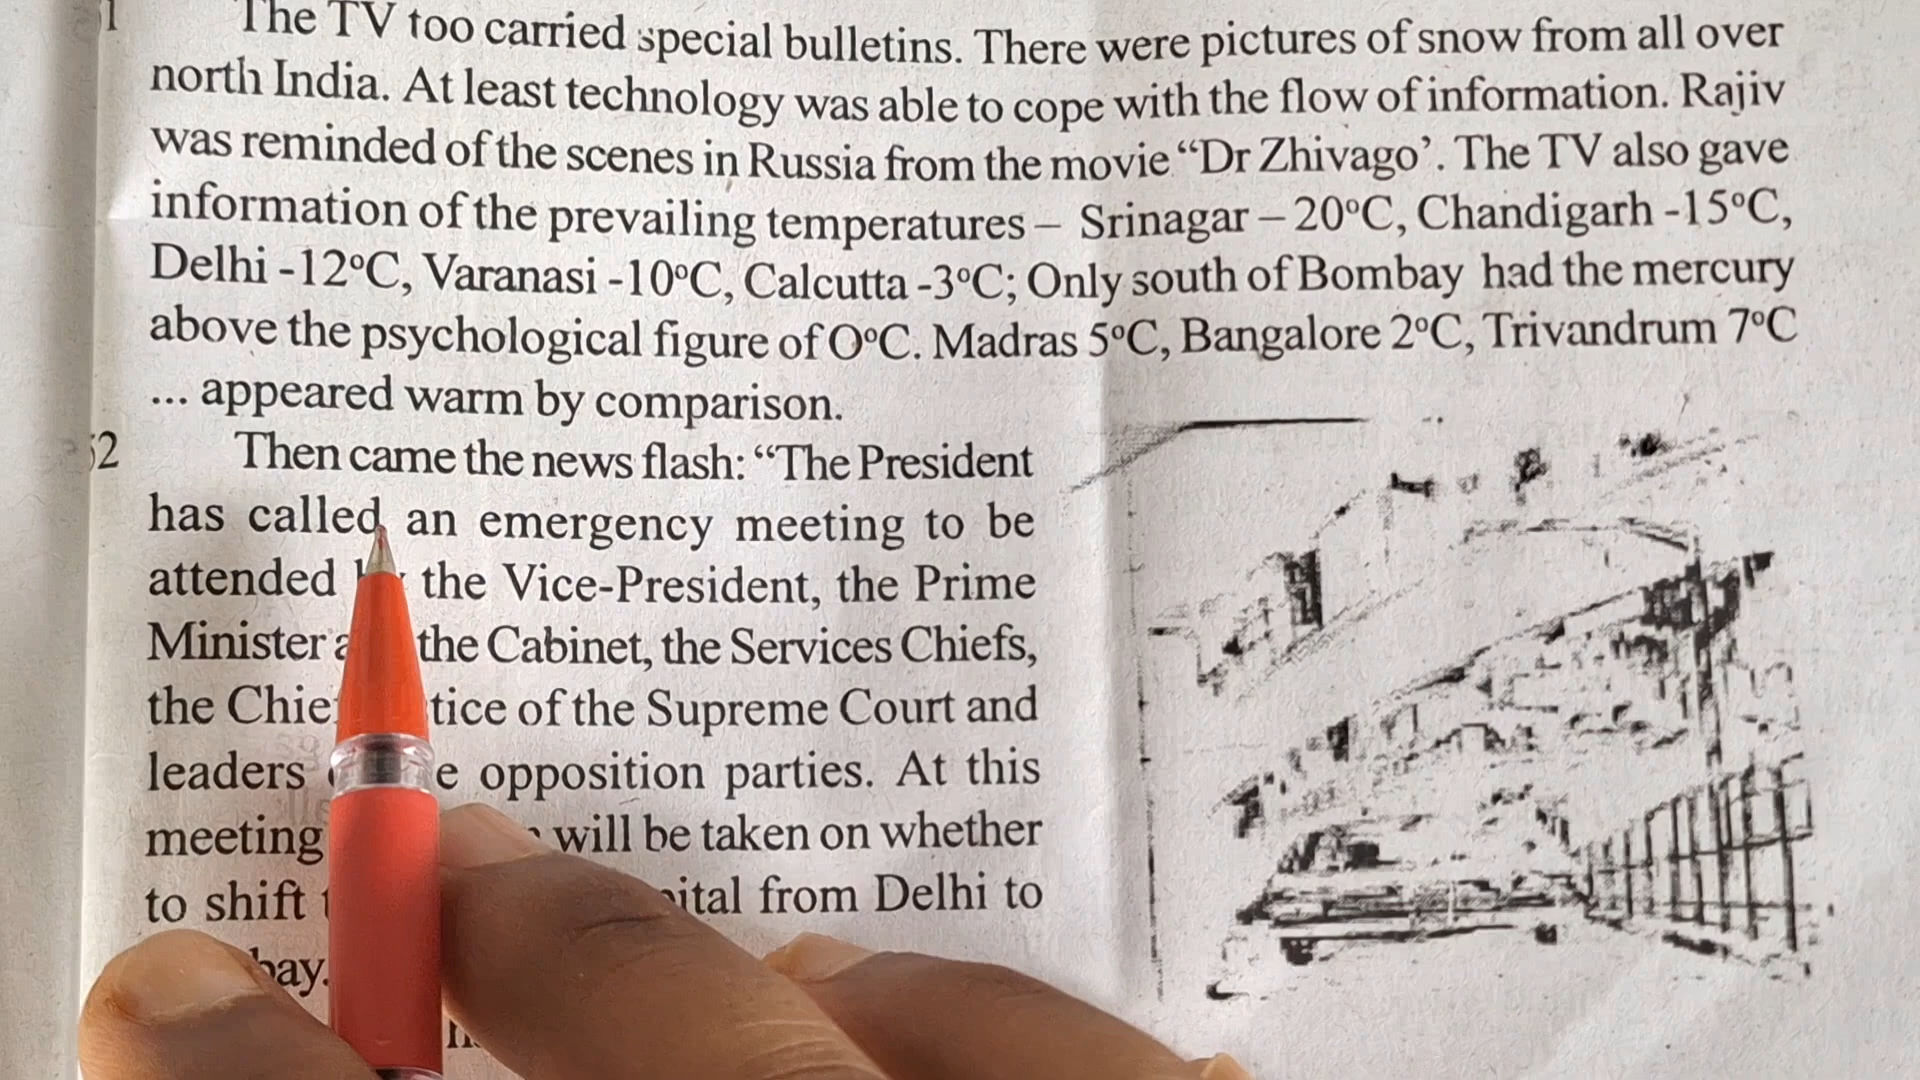 1 The TV too carried special bulletins. There were pictures of snow from all over
north India. At least technology was able to cope with the flow of information. Rajiv
was reminded of the scenes in Russia from the movie “Dr Zhivago’. The TV also gave
information of the prevailing temperatures – Srinagar – 20°C, Chandigarh -15°C,
Delhi -12°C, Varanasi -10°C, Calcutta -3°C; Only south of Bombay had the mercury
above the psychological figure of O°C. Madras 5°C, Bangalore 2°C, Trivandrum 7°C
... appeared warm by comparison.
52 Then came the news flash: “The President
has called an emergency meeting to be
attended the Vice-President, the Prime
Minister the Cabinet, the Services Chiefs,
the of the Supreme Court and
leaders opposition parties. At this
meeting will be taken on whether
to shift from Delhi to